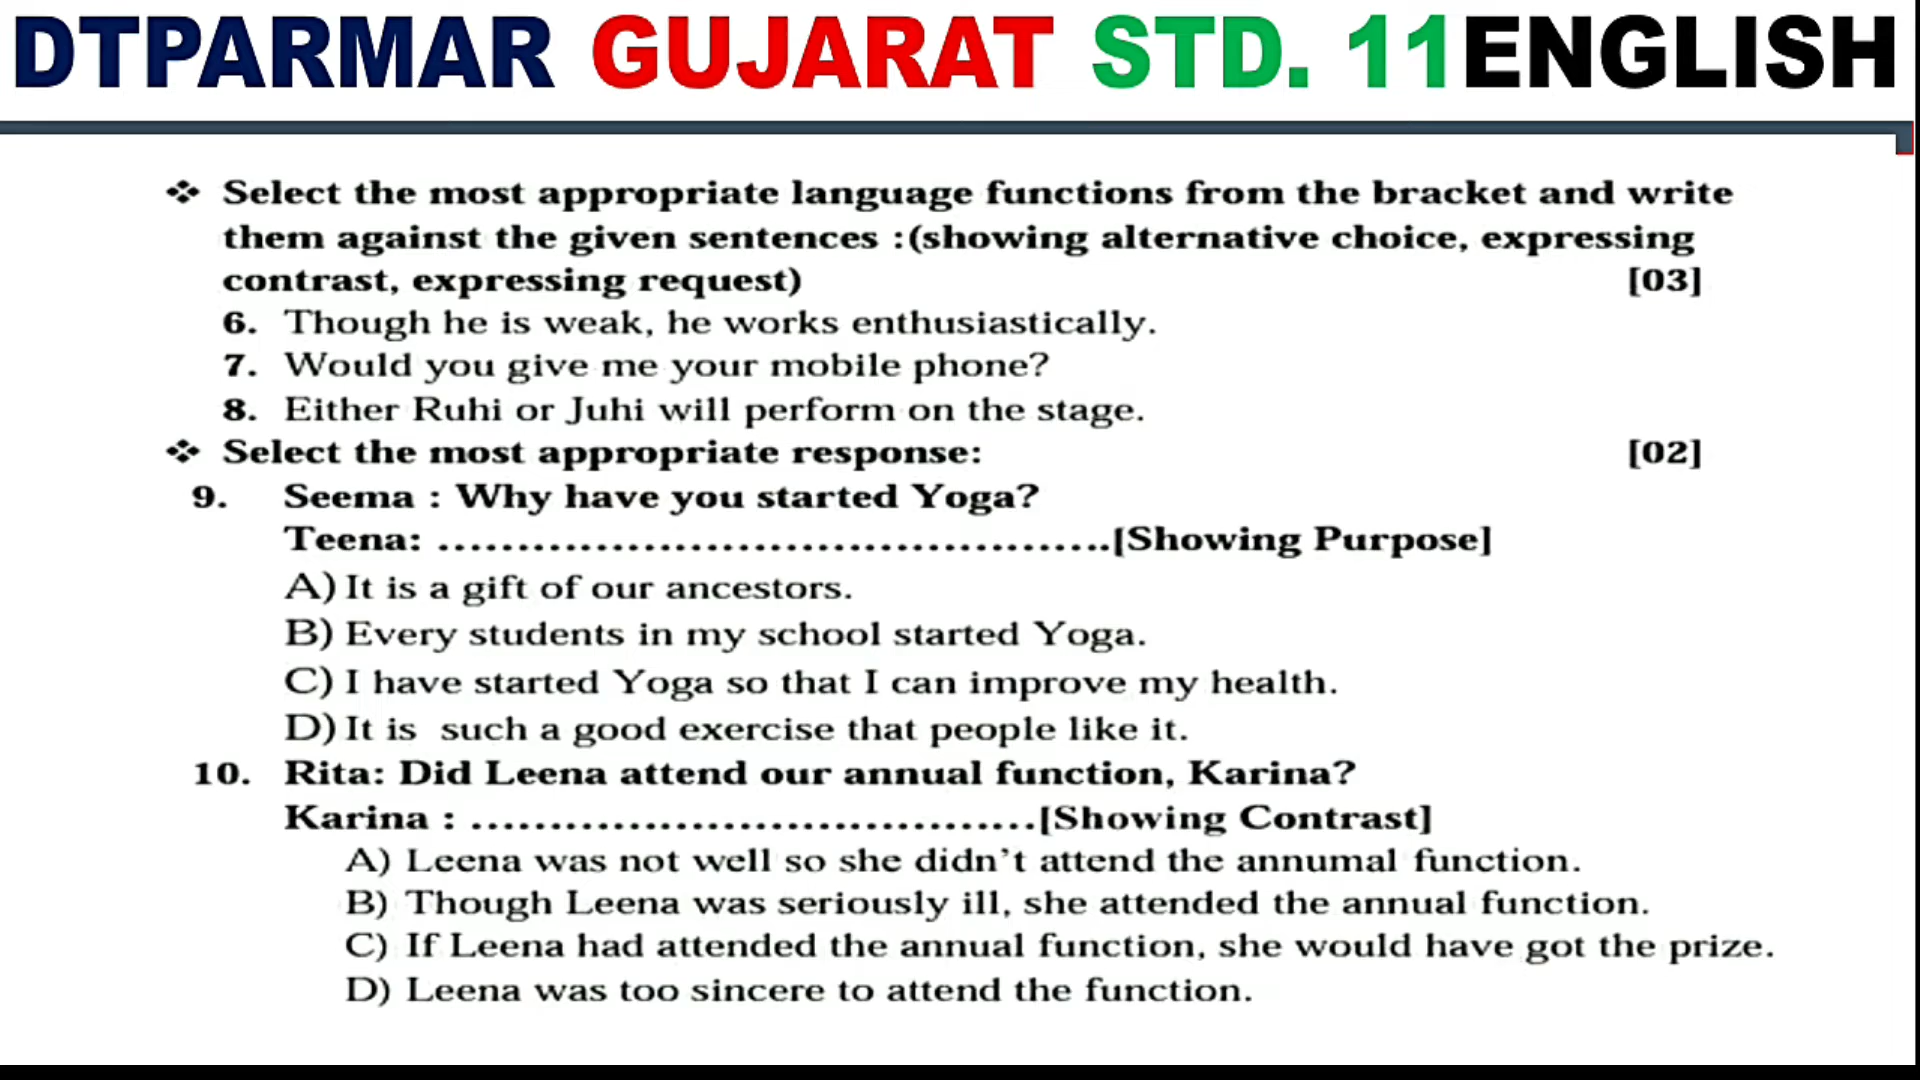 DTPARMAR GUJARAT STD. 11ENGLISH
❖ Select the most appropriate language functions from the bracket and write
them against the given sentences :(showing alternative choice, expressing
contrast, expressing request) [03]
6. Though he is weak, he works enthusiastically.
7. Would you give me your mobile phone?
8. Either Ruhi or Juhi will perform on the stage.
❖ Select the most appropriate response: [02]
9. Seema : Why have you started Yoga?
Teena: ...........................................[Showing Purpose]
A) It is a gift of our ancestors.
B) Every students in my school started Yoga.
C) I have started Yoga so that I can improve my health.
D) It is such a good exercise that people like it.
10. Rita: Did Leena attend our annual function, Karina?
Karina : ....................................[Showing Contrast]
A) Leena was not well so she didn't attend the annumal function.
B) Though Leena was seriously ill, she attended the annual function.
C) If Leena had attended the annual function, she would have got the prize.
D) Leena was too sincere to attend the function.